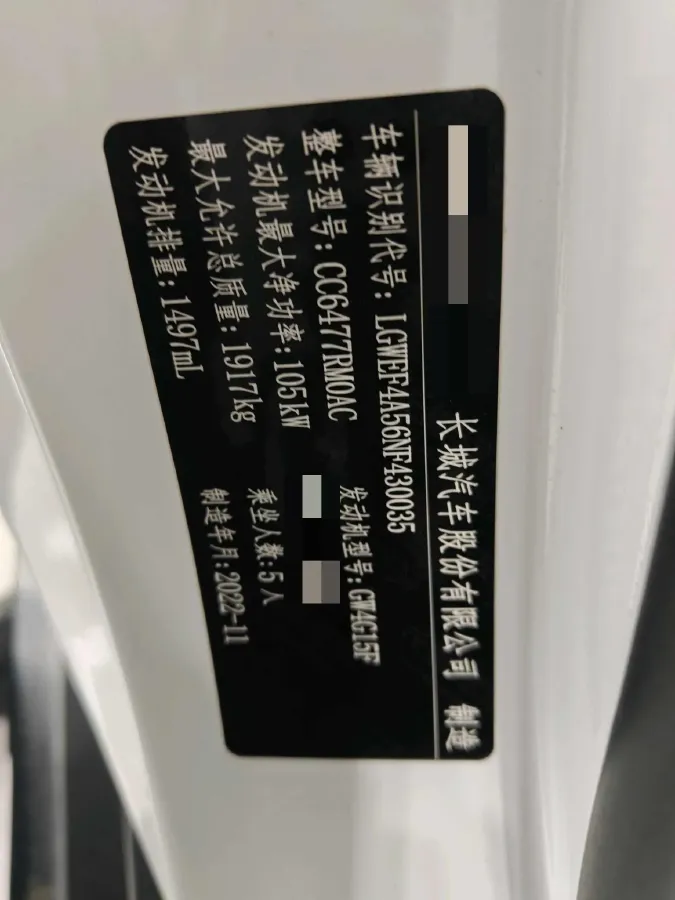 长城汽车股份有限公司 制造
车辆识别代号:LGWEF4A56NF430035
整车型号:CC6477RM0AC 发动机型号:GW4G15F
发动机最大净功率:105kW
最大允许总质量:1917kg 乘坐人数:5人
发动机排量:1497mL 制造年月:2022-11